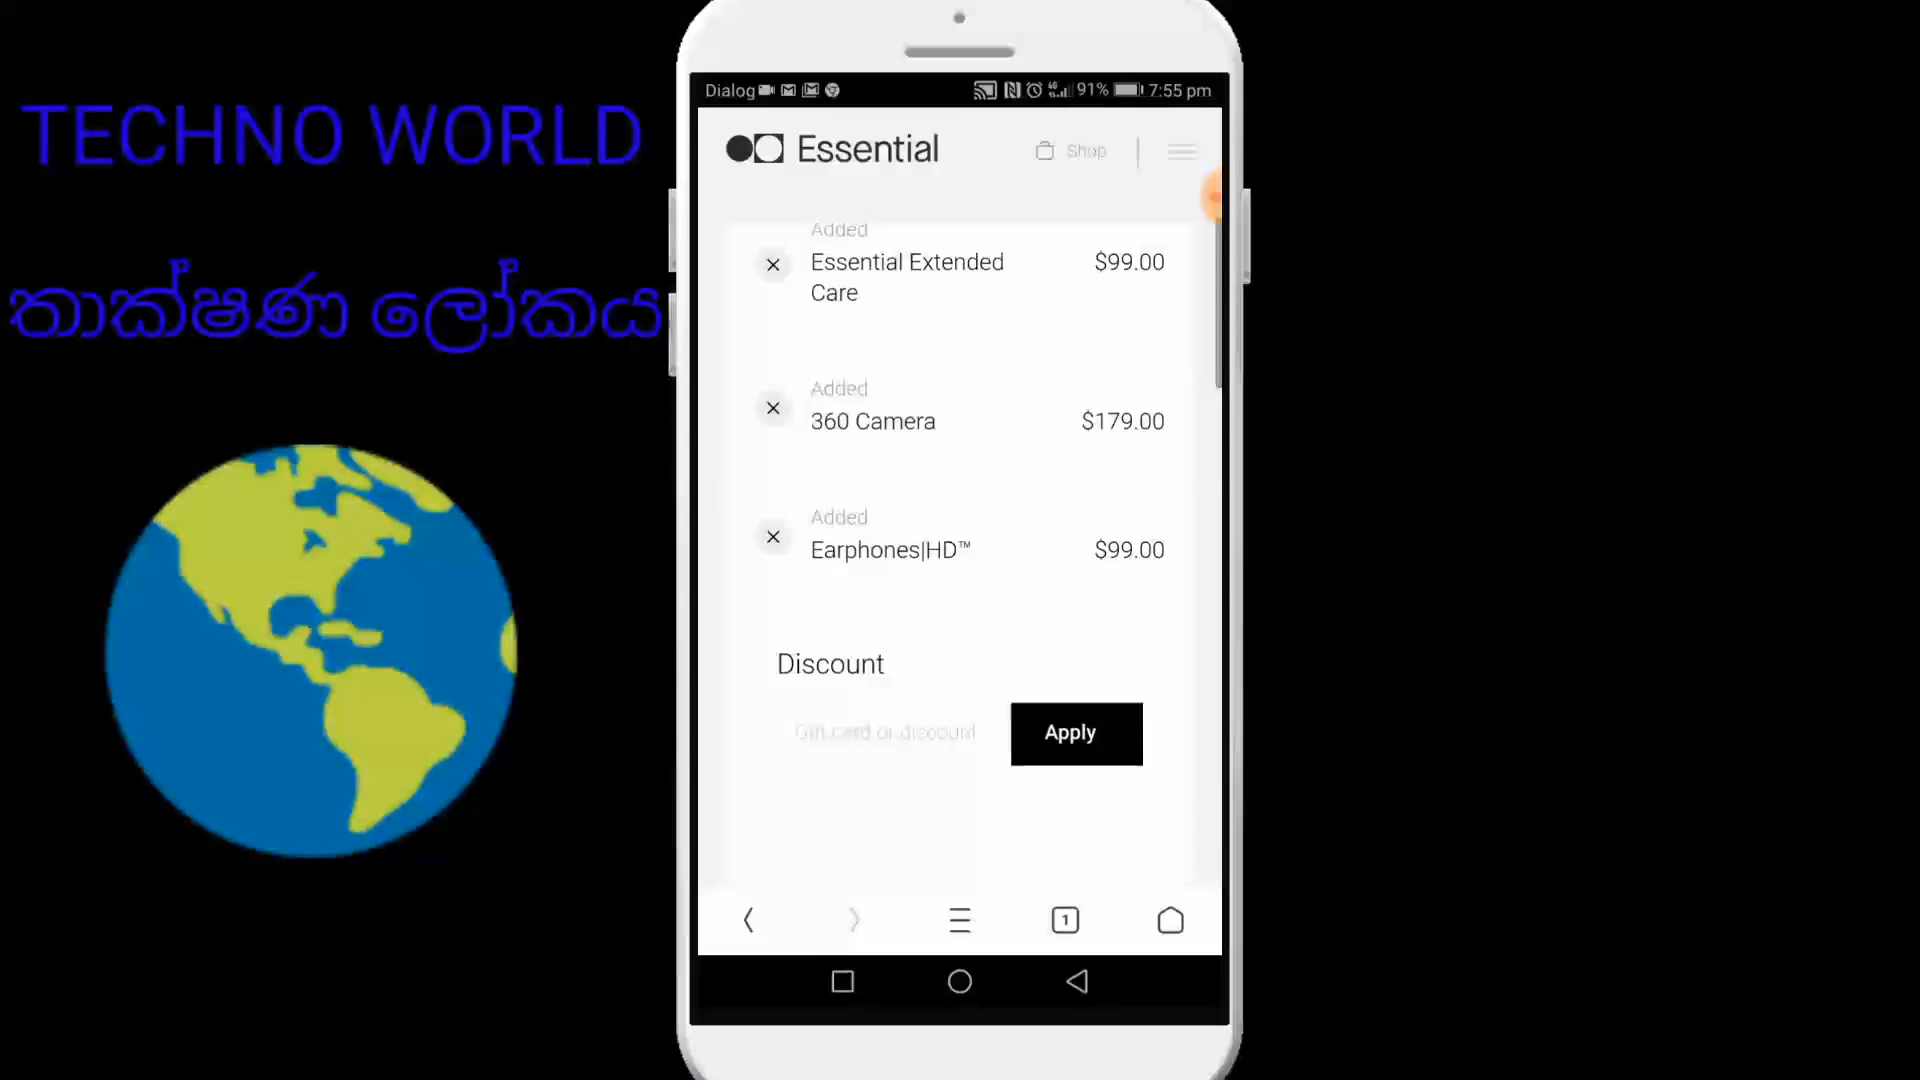 TECHNO WORLD
තාක්ෂණ ලෝකය
Dialog 91% 7:55 pm
Essential Shop
Added
Essential Extended $99.00
Care
Added
360 Camera $179.00
Added
Earphones|HD™ $99.00
Discount
Gift card or discount Apply
1